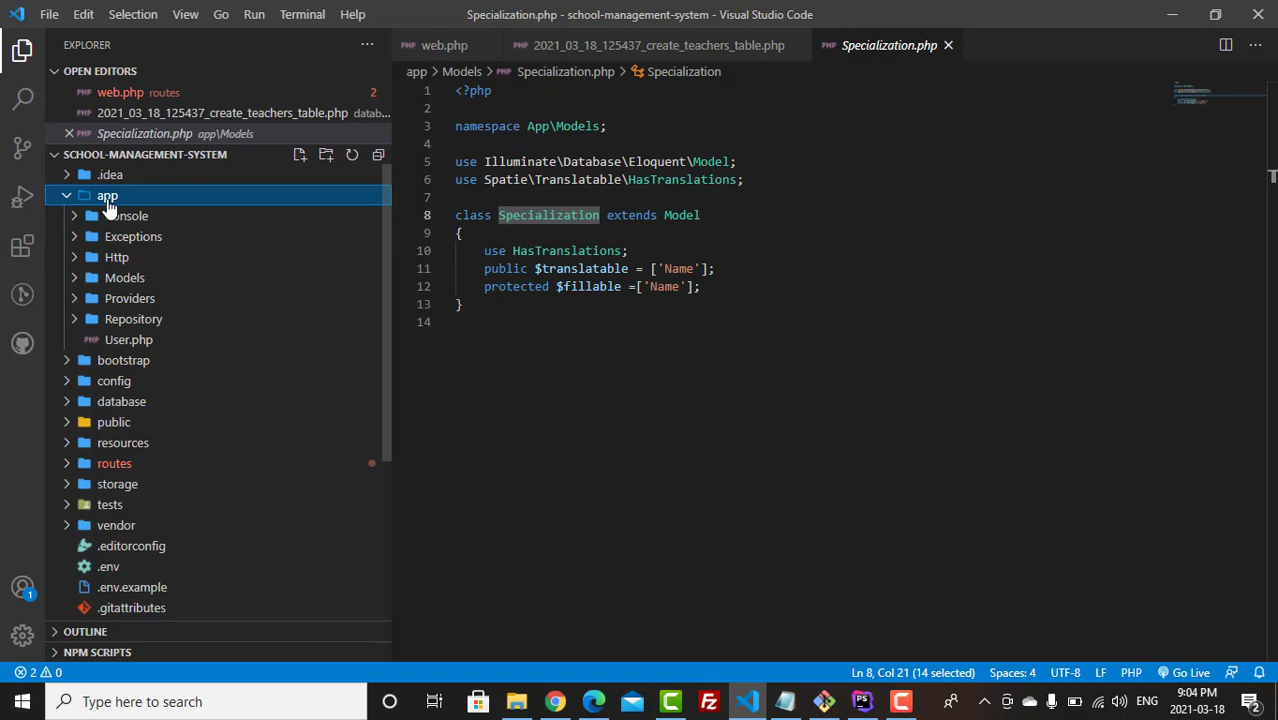 File Edit Selection View Go Run Terminal Help
Specialization.php - school-management-system - Visual Studio Code
EXPLORER
OPEN EDITORS
web.php routes 2
2021_03_18_125437_create_teachers_table.php datab...
Specialization.php app\Models
SCHOOL-MANAGEMENT-SYSTEM
.idea
app
Exceptions
Http
Models
Providers
Repository
PHP User.php
bootstrap
config
database
public
resources
routes
storage
tests
vendor
.editorconfig
.env
.env.example
.gitattributes
OUTLINE
NPM SCRIPTS
web.php
2021_03_18_125437_create_teachers_table.php
Specialization.php
app > Models > Specialization.php > Specialization
1 <?php
2
3 namespace App\Models;
4
5 use Illuminate\Database\Eloquent\Model;
6 use Spatie\Translatable\HasTranslations;
7
8 class Specialization extends Model
9 {
10 use HasTranslations;
11 public $translatable = ['Name'];
12 protected $fillable =['Name'];
13 }
14
1
2 0
Ln 8, Col 21 (14 selected) Spaces: 4 UTF-8 LF PHP Go Live
Type here to search
ENG
9:04 PM
2021-03-18
2